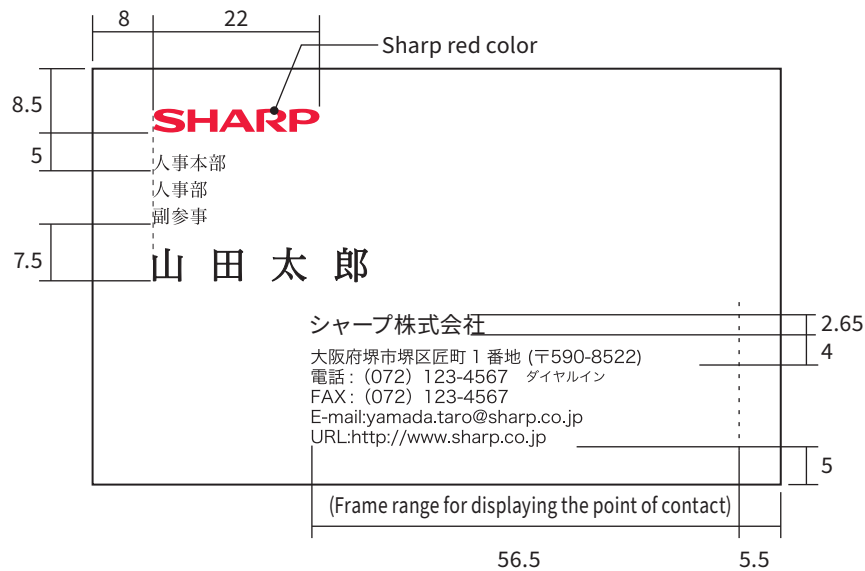 8 22
Sharp red color
8.5
SHARP
5
人事本部
人事部
副参事
7.5
山田太郎
シャープ株式会社
2.65
大阪府堺市堺区匠町 1 番地 (〒590-8522)
4
電話 :（072）123-4567 ダイヤルイン
FAX :（072）123-4567
E-mail:yamada.taro@sharp.co.jp
URL:http://www.sharp.co.jp
5
(Frame range for displaying the point of contact)
56.5 5.5